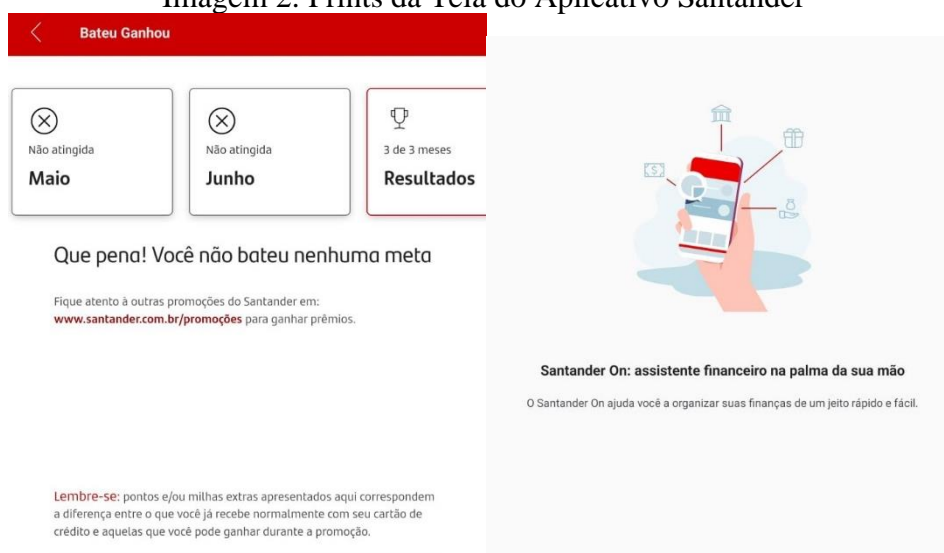 Imagem 2: Prints da Tela do Aplicativo Santander
Bateu Ganhou
Não atingida
Maio
Não atingida
Junho
3 de 3 meses
Resultados
Que pena! Você não bateu nenhuma meta
Fique atento à outras promoções do Santander em:
www.santander.com.br/promoções para ganhar prêmios.
Lembre-se: pontos e/ou milhas extras apresentados aqui correspondem
a diferença entre o que você já recebe normalmente com seu cartão de
crédito e aquelas que você pode ganhar durante a promoção.
$
Santander On: assistente financeiro na palma da sua mão
O Santander On ajuda você a organizar suas finanças de um jeito rápido e fácil.